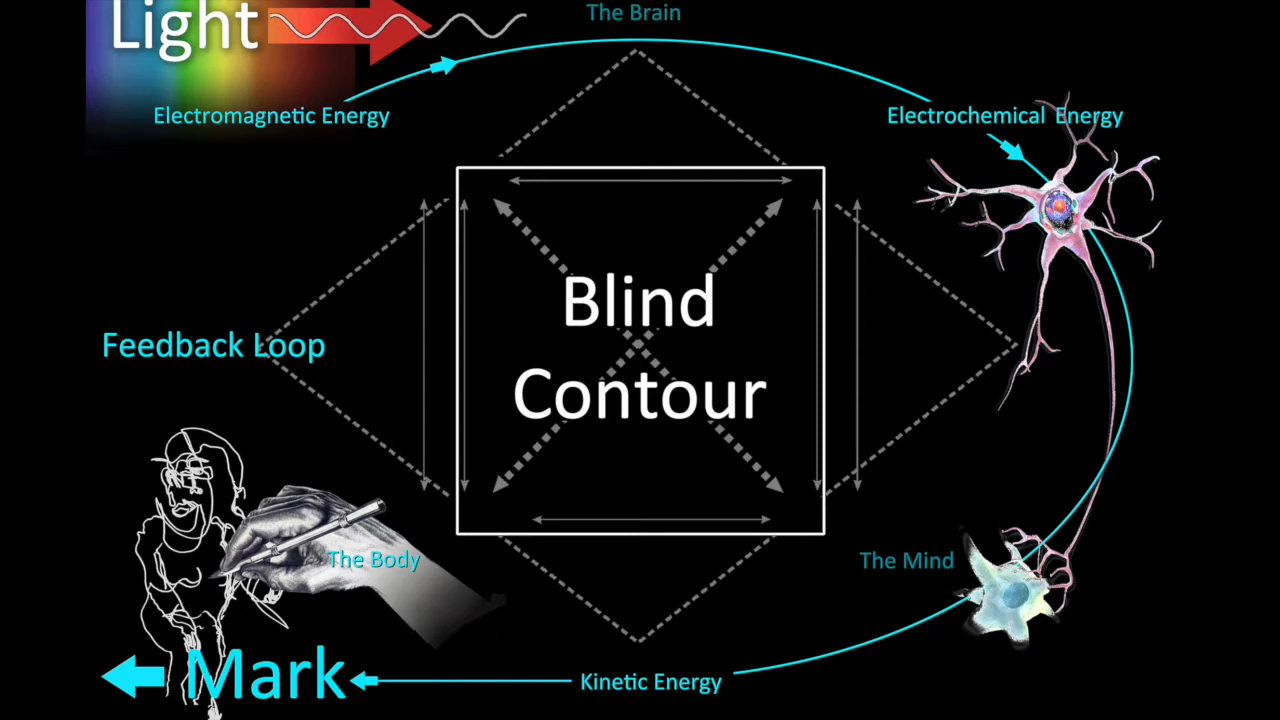 Light
The Brain
Electromagnetic Energy
Electrochemical Energy
Blind
Contour
Feedback Loop
The Body
The Mind
Mark
Kinetic Energy